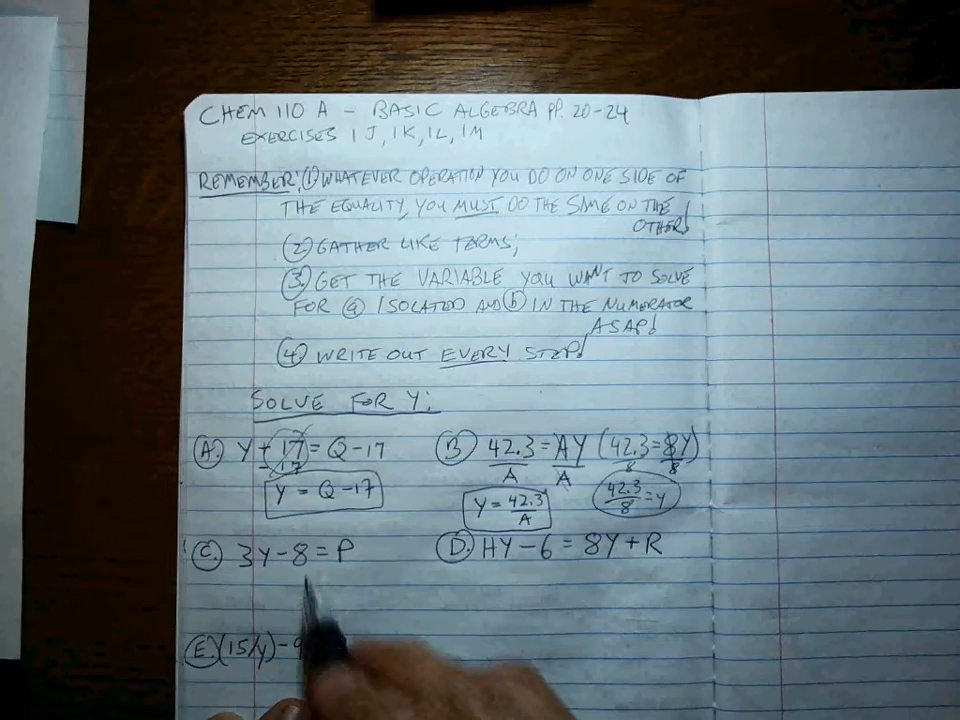 CHEM 110 A - BASIC ALGEBRA PP. 20-24
EXERCISES 1J, 1K, 1L, 1M
REMEMBER: ① WHATEVER OPERATION YOU DO ON ONE SIDE OF
THE EQUALITY, YOU MUST DO THE SAME ON THE
OTHER!
② GATHER LIKE TERMS;
③ GET THE VARIABLE YOU WANT TO SOLVE
FOR ⓐ ISOLATED AND ⓑ IN THE NUMERATOR
ASAP!
④ WRITE OUT EVERY STEP!
SOLVE FOR Y:
A. Y + 17 = Q - 17
- 17
Y = Q - 17
B 42.3 = AY (42.3 = 8Y)
A A 8 8
Y = 42.3/A
42.3/8 = Y
C. 3Y - 8 = P
D. HY - 6 = 8Y + R
E. (15/y) - 9